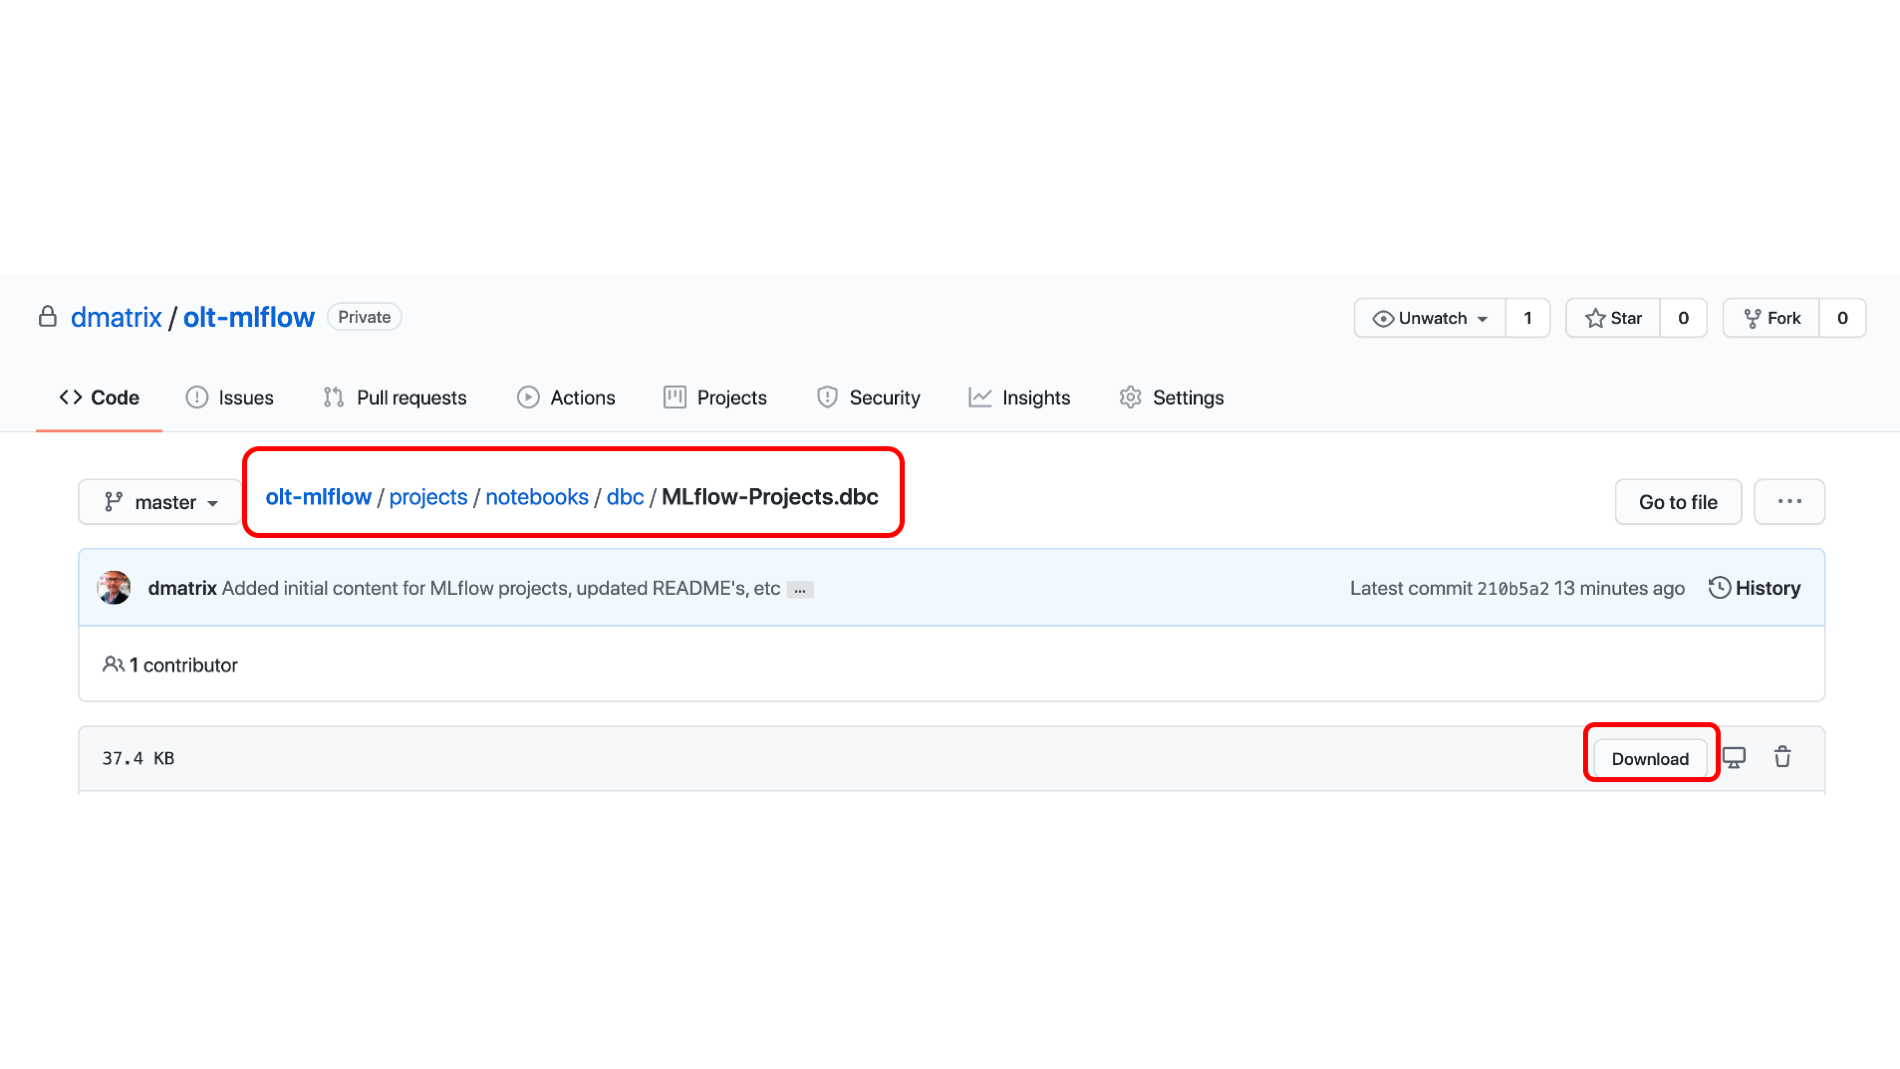 dmatrix / olt-mlflow Private Unwatch 1 Star 0 Fork 0
Code Issues Pull requests Actions Projects Security Insights Settings
master olt-mlflow / projects / notebooks / dbc / MLflow-Projects.dbc Go to file ...
dmatrix Added initial content for MLflow projects, updated README's, etc ... Latest commit 210b5a2 13 minutes ago History
1 contributor
37.4 KB Download